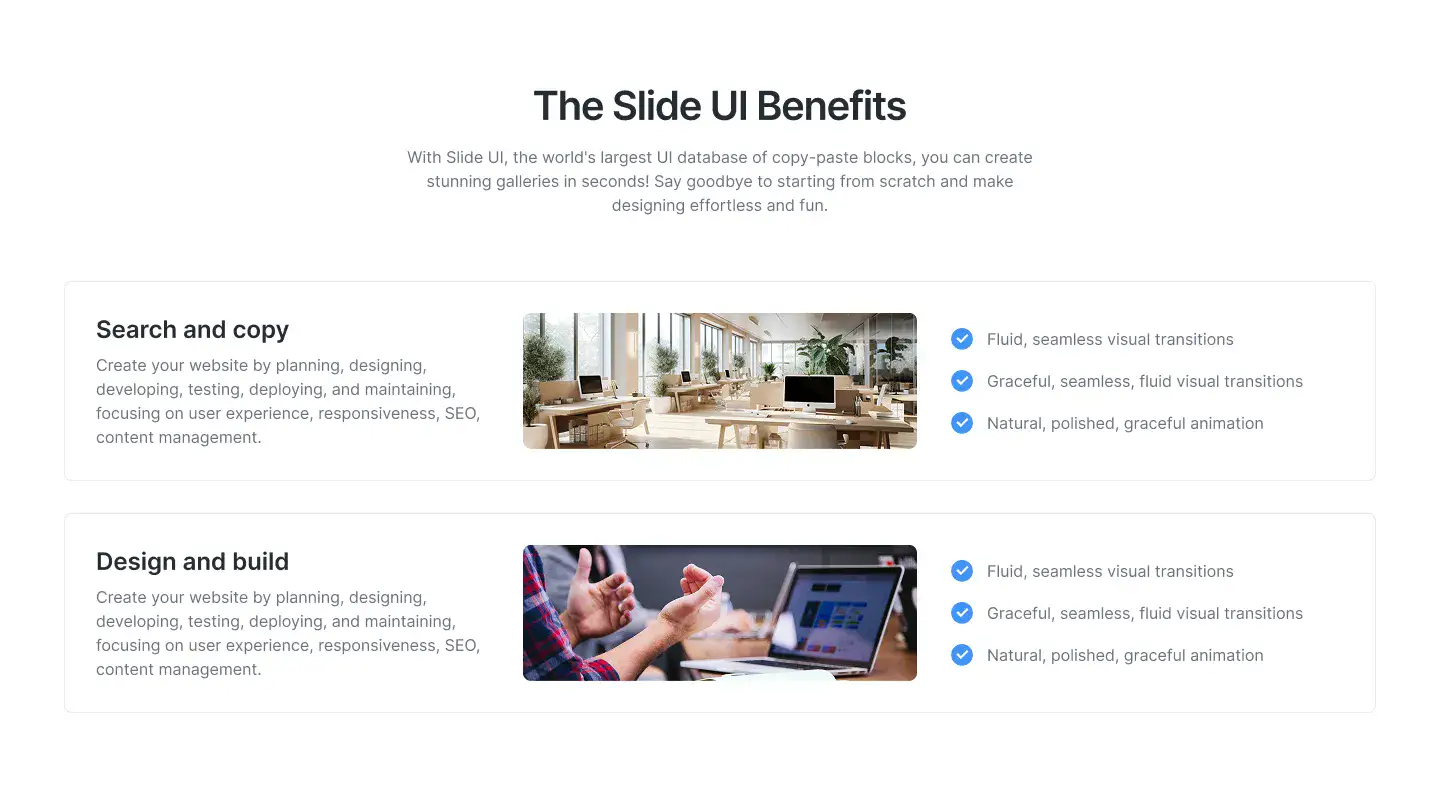 The Slide UI Benefits
With Slide UI, the world's largest UI database of copy-paste blocks, you can create
stunning galleries in seconds! Say goodbye to starting from scratch and make
designing effortless and fun.
Search and copy
Create your website by planning, designing,
developing, testing, deploying, and maintaining,
focusing on user experience, responsiveness, SEO,
content management.
Fluid, seamless visual transitions
Graceful, seamless, fluid visual transitions
Natural, polished, graceful animation
Design and build
Create your website by planning, designing,
developing, testing, deploying, and maintaining,
focusing on user experience, responsiveness, SEO,
content management.
Fluid, seamless visual transitions
Graceful, seamless, fluid visual transitions
Natural, polished, graceful animation